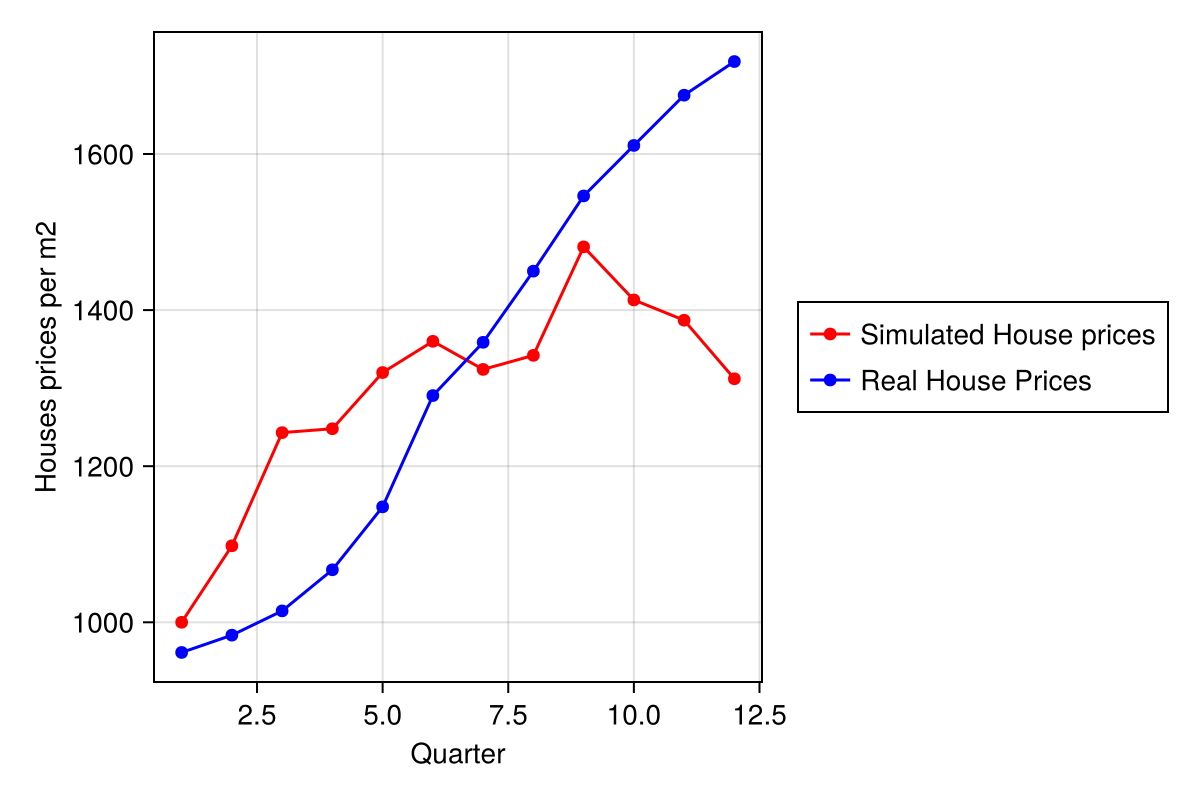 1600
1400
1200
1000
Houses prices per m2
2.5 5.0 7.5 10.0 12.5
Quarter
Simulated House prices
Real House Prices